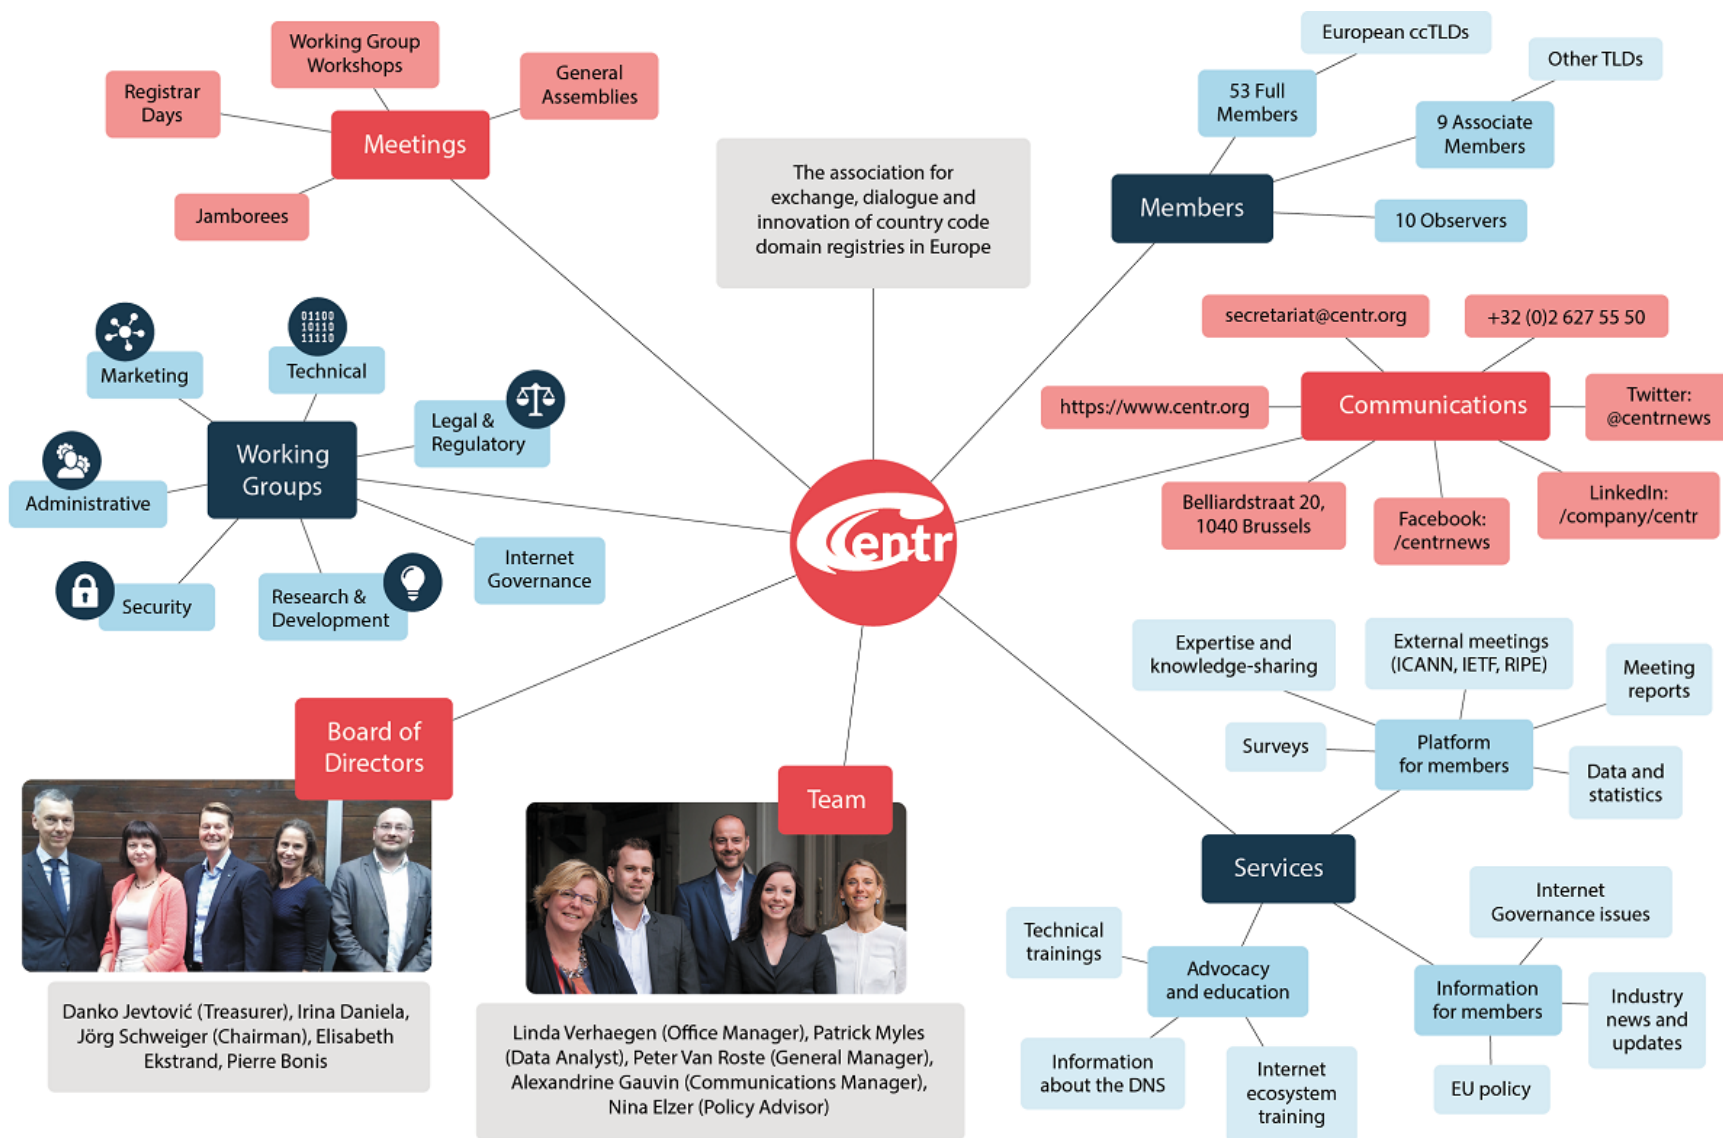 Working Group
Workshops
General
Assemblies
Registrar
Days
Meetings
Jamborees
The association for
exchange, dialogue and
innovation of country code
domain registries in Europe
European ccTLDs
Other TLDs
53 Full
Members
9 Associate
Members
Members
10 Observers
01100
10110
11110
Marketing
Technical
Legal &
Regulatory
Working
Groups
Administrative
Internet
Governance
Security
Research &
Development
secretariat@centr.org
+32 (0)2 627 55 50
https://www.centr.org
Communications
Twitter:
@centrnews
Belliardstraat 20,
1040 Brussels
Facebook:
/centrnews
LinkedIn:
/company/centr
Centr
Board of
Directors
Danko Jevtović (Treasurer), Irina Daniela,
Jörg Schweiger (Chairman), Elisabeth
Ekstrand, Pierre Bonis
Team
Linda Verhaegen (Office Manager), Patrick Myles
(Data Analyst), Peter Van Roste (General Manager),
Alexandrine Gauvin (Communications Manager),
Nina Elzer (Policy Advisor)
Expertise and
knowledge-sharing
External meetings
(ICANN, IETF, RIPE)
Meeting
reports
Surveys
Platform
for members
Data and
statistics
Services
Technical
trainings
Advocacy
and education
Information
about the DNS
Internet
ecosystem
training
Internet
Governance issues
Information
for members
Industry
news and
updates
EU policy